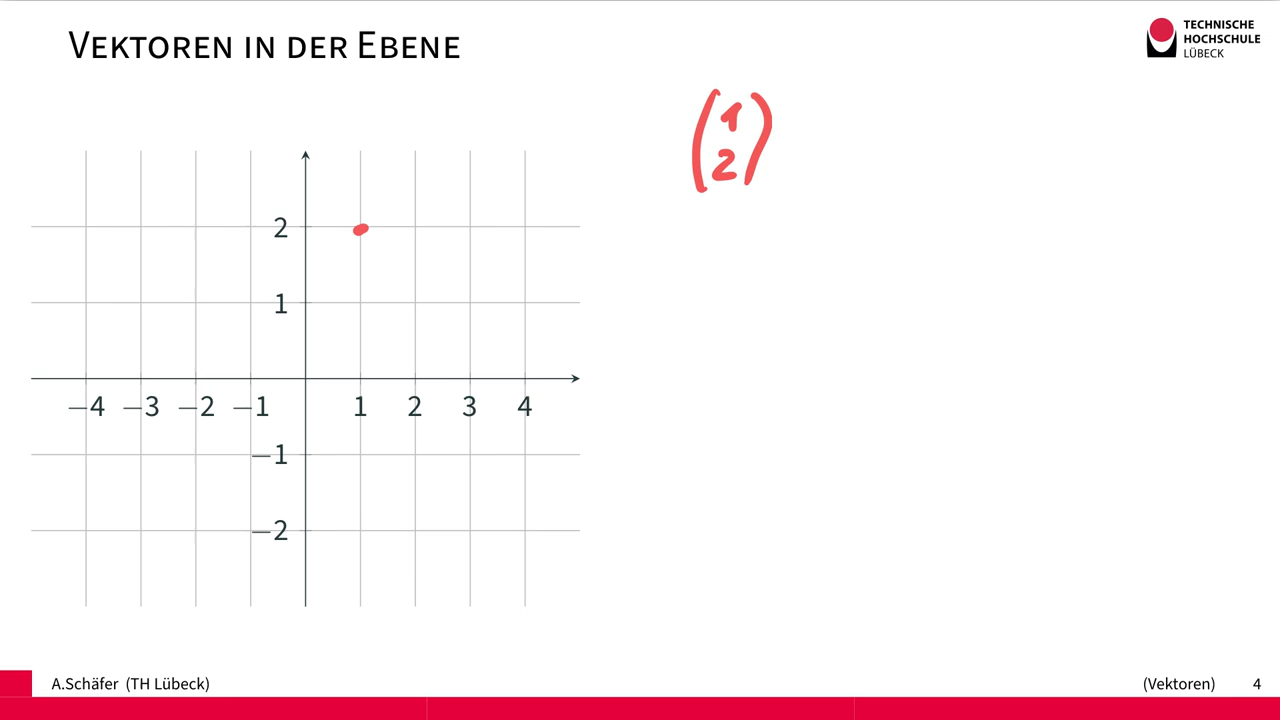 VEKTOREN IN DER EBENE
TECHNISCHE
HOCHSCHULE
LÜBECK
1
2
2
1
−4 −3 −2 −1 1 2 3 4
−1
−2
A.Schäfer (TH Lübeck) (Vektoren) 4